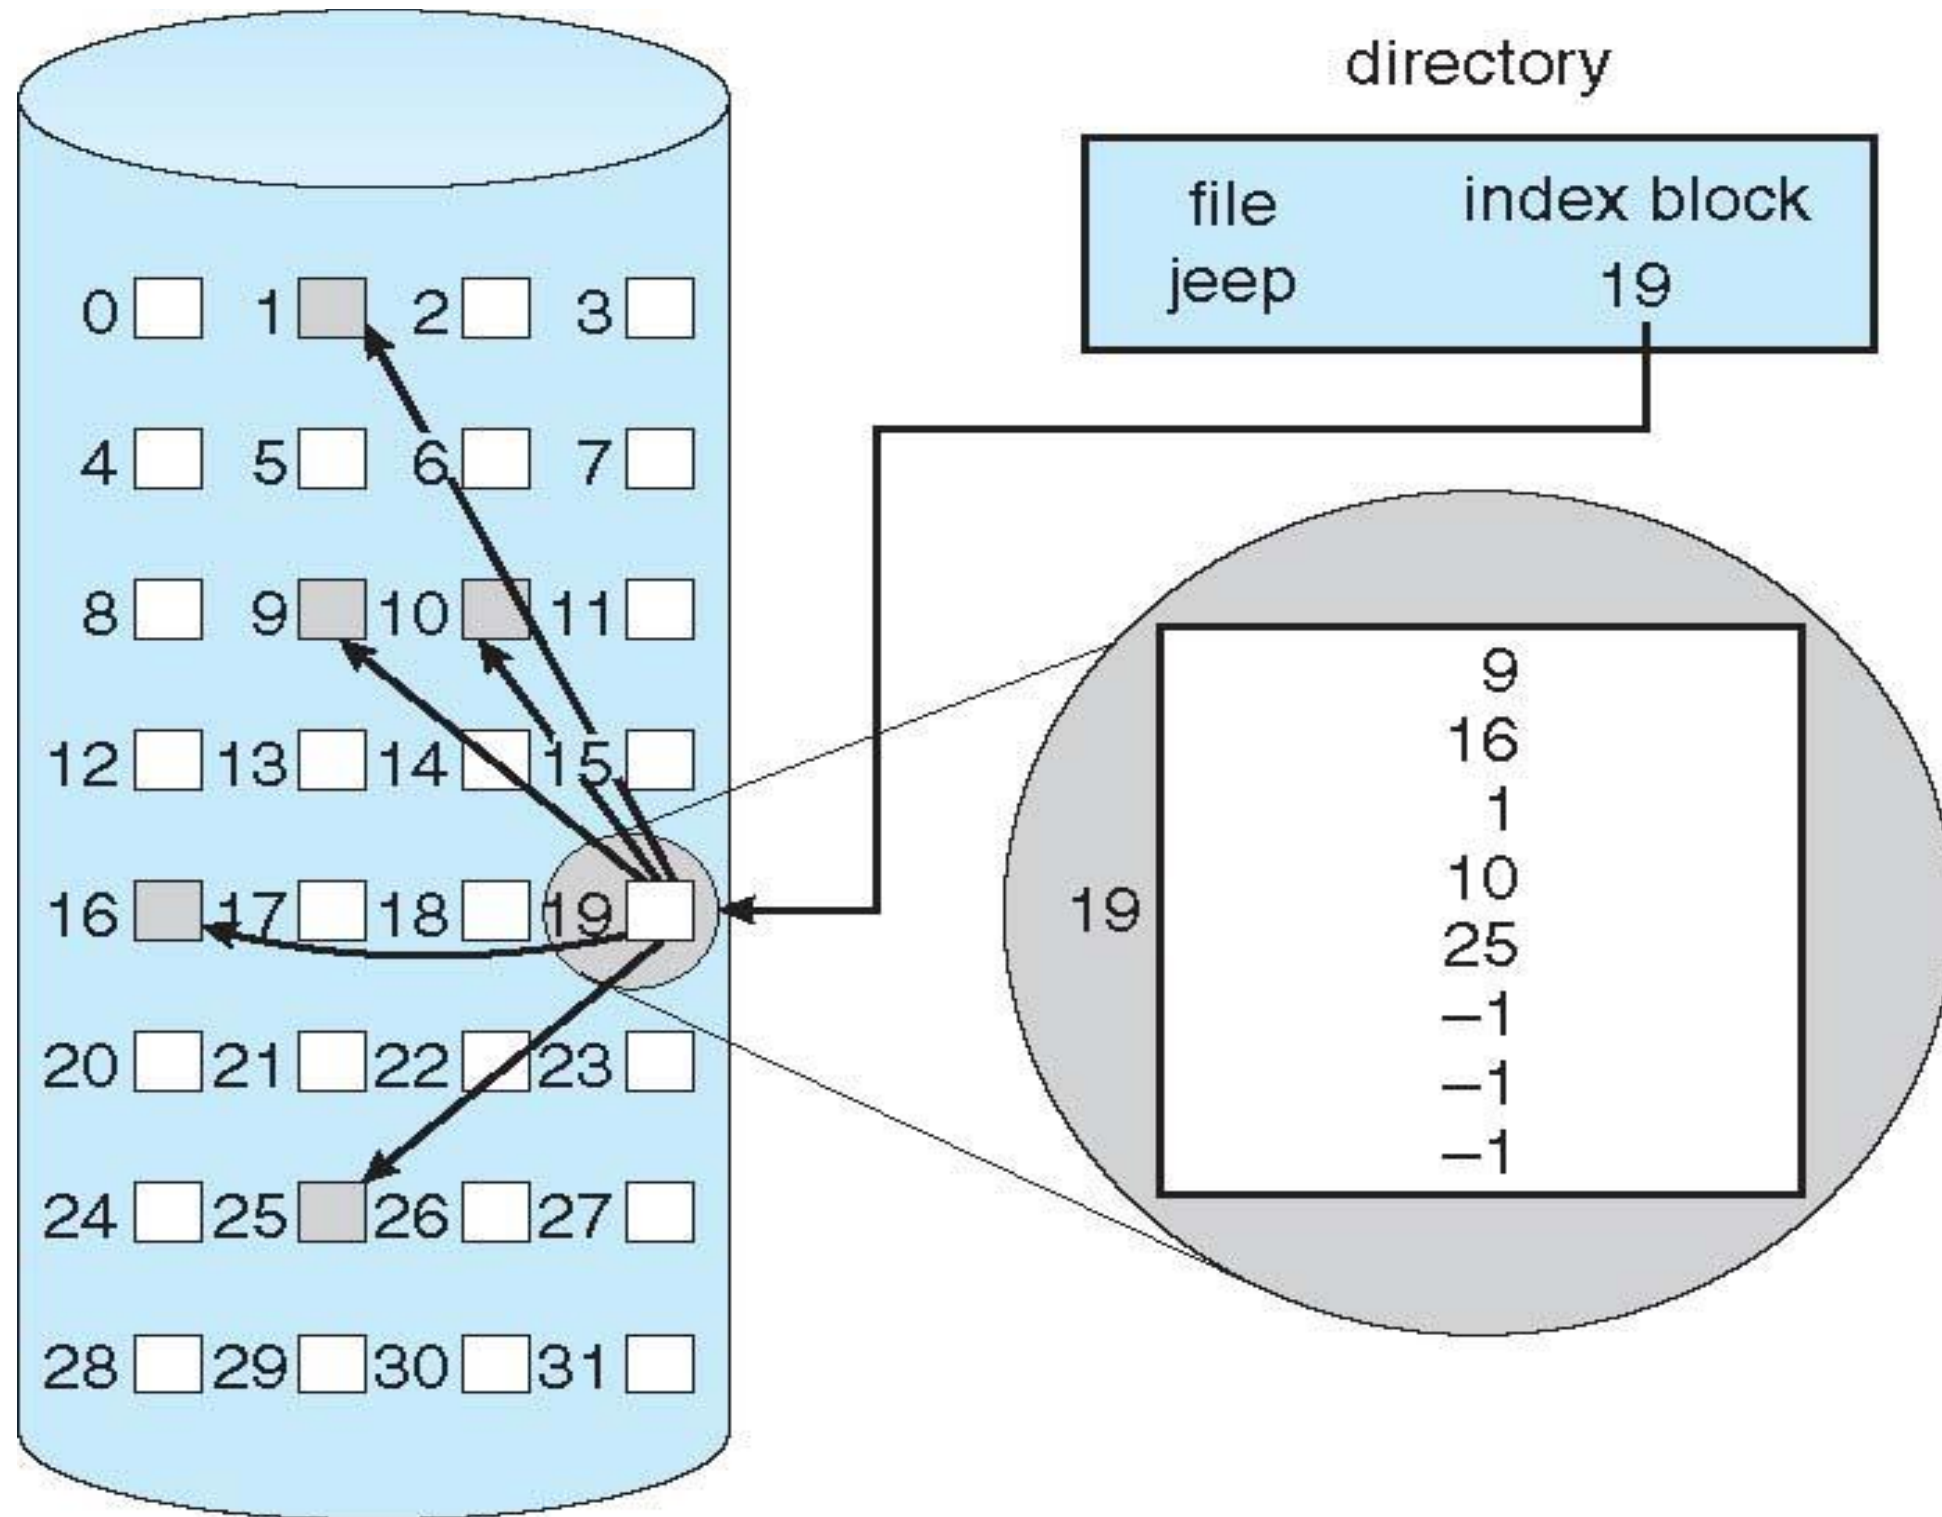 directory
file index block
jeep 19
0 1 2 3
4 5 6 7
8 9 10 11
12 13 14 15
16 17 18 19
20 21 22 23
24 25 26 27
28 29 30 31
19
9
16
1
10
25
–1
–1
–1